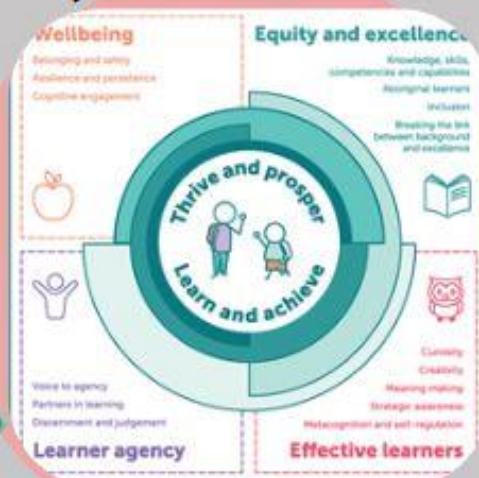 Wellbeing
Belonging and safety
Resilience and persistence
Cognitive engagement
Equity and excellence
Knowledge, skills,
competencies and capabilities
Aboriginal learners
Inclusion
Breaking the link
between background
and excellence
Thrive and prosper
Learn and achieve
Voice to agency
Partners in learning
Discernment and judgement
Learner agency
Curiosity
Creativity
Meaning making
Strategic awareness
Metacognition and self-regulation
Effective learners